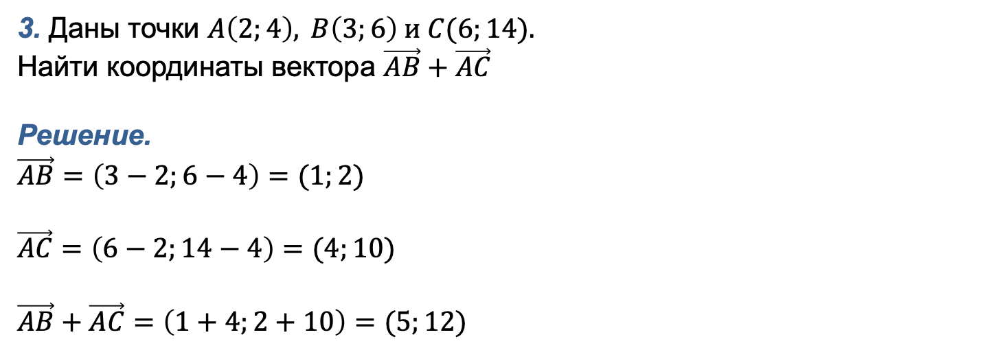 3. Даны точки A(2; 4), B(3; 6) и C(6; 14).
Найти координаты вектора $\overrightarrow{AB} + \overrightarrow{AC}$
Решение.
$\overrightarrow{AB} = (3 − 2; 6 − 4) = (1; 2)$
$\overrightarrow{AC} = (6 − 2; 14 − 4) = (4; 10)$
$\overrightarrow{AB} + \overrightarrow{AC} = (1 + 4; 2 + 10) = (5; 12)$